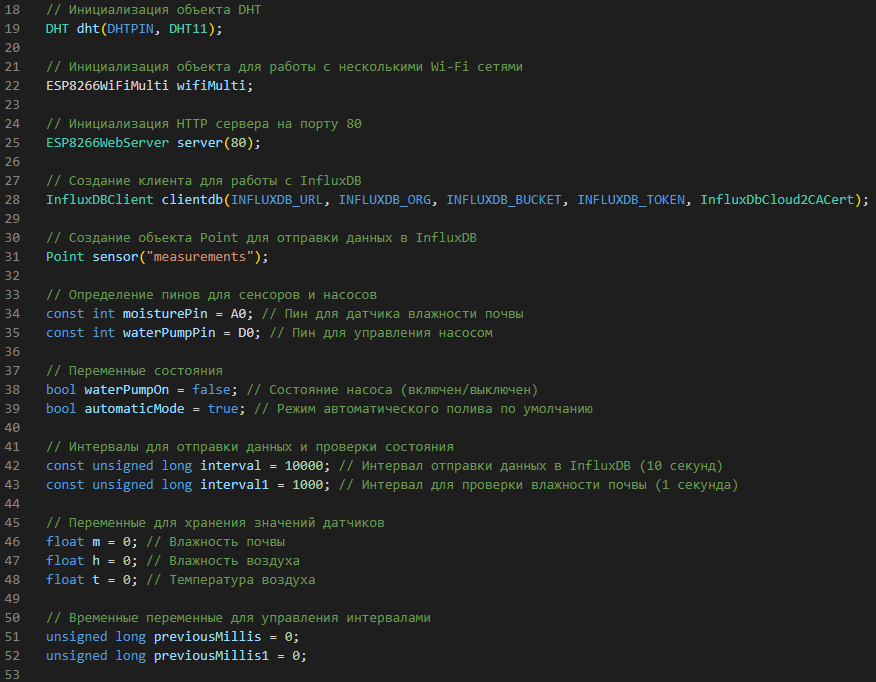 18 // Инициализация объекта DHT
19 DHT dht(DHTPIN, DHT11);
20
21 // Инициализация объекта для работы с несколькими Wi-Fi сетями
22 ESP8266WiFiMulti wifiMulti;
23
24 // Инициализация HTTP сервера на порту 80
25 ESP8266WebServer server(80);
26
27 // Создание клиента для работы с InfluxDB
28 InfluxDBClient clientdb(INFLUXDB_URL, INFLUXDB_ORG, INFLUXDB_BUCKET, INFLUXDB_TOKEN, InfluxDbCloud2CACert);
29
30 // Создание объекта Point для отправки данных в InfluxDB
31 Point sensor("measurements");
32
33 // Определение пинов для сенсоров и насосов
34 const int moisturePin = A0; // Пин для датчика влажности почвы
35 const int waterPumpPin = D0; // Пин для управления насосом
36
37 // Переменные состояния
38 bool waterPumpOn = false; // Состояние насоса (включен/выключен)
39 bool automaticMode = true; // Режим автоматического полива по умолчанию
40
41 // Интервалы для отправки данных и проверки состояния
42 const unsigned long interval = 10000; // Интервал отправки данных в InfluxDB (10 секунд)
43 const unsigned long interval1 = 1000; // Интервал для проверки влажности почвы (1 секунда)
44
45 // Переменные для хранения значений датчиков
46 float m = 0; // Влажность почвы
47 float h = 0; // Влажность воздуха
48 float t = 0; // Температура воздуха
49
50 // Временные переменные для управления интервалами
51 unsigned long previousMillis = 0;
52 unsigned long previousMillis1 = 0;
53